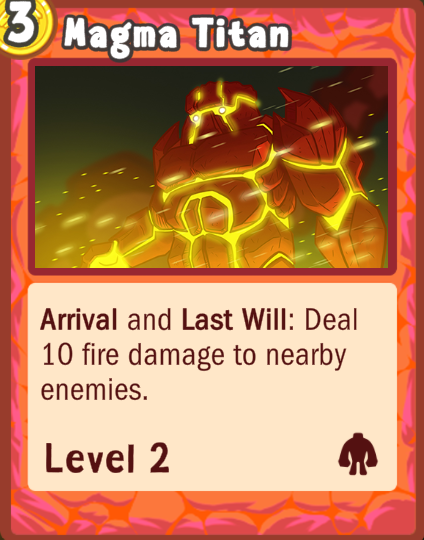 3
Magma Titan
Arrival and Last Will: Deal
10 fire damage to nearby
enemies.
Level 2